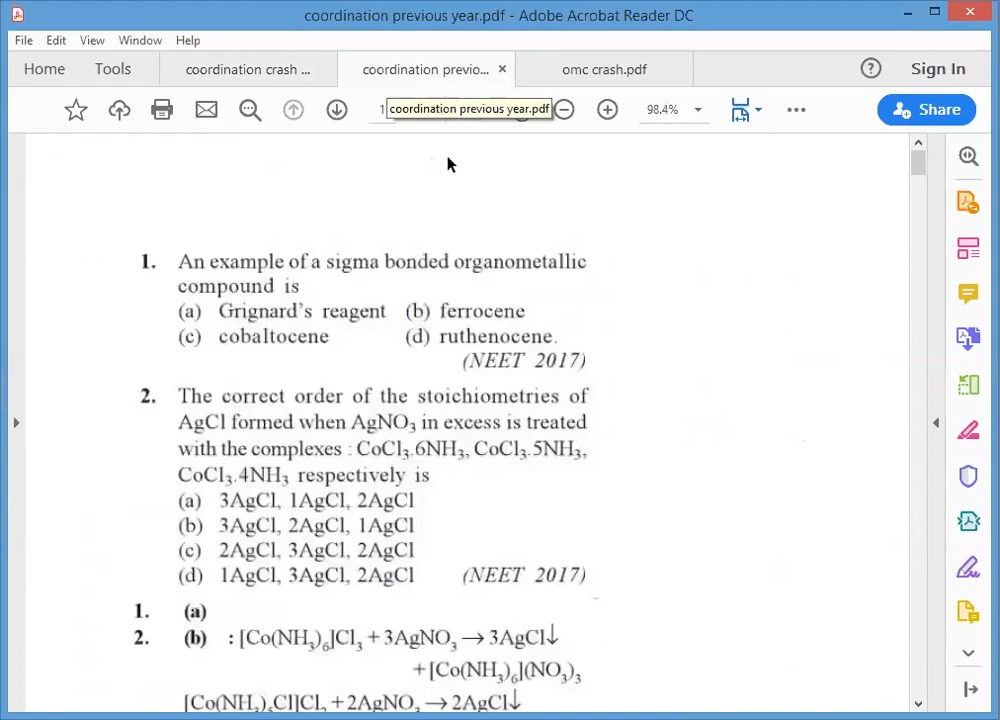 coordination previous year.pdf - Adobe Acrobat Reader DC
File Edit View Window Help
Home Tools coordination crash ... coordination previo... × omc crash.pdf Sign In
1 coordination previous year.pdf 98.4% Share
1. An example of a sigma bonded organometallic
compound is
(a) Grignard's reagent (b) ferrocene
(c) cobaltocene (d) ruthenocene.
(NEET 2017)
2. The correct order of the stoichiometries of
AgCl formed when AgNO₃ in excess is treated
with the complexes : CoCl₃.6NH₃, CoCl₃.5NH₃,
CoCl₃.4NH₃ respectively is
(a) 3AgCl, 1AgCl, 2AgCl
(b) 3AgCl, 2AgCl, 1AgCl
(c) 2AgCl, 3AgCl, 2AgCl
(d) 1AgCl, 3AgCl, 2AgCl (NEET 2017)
1. (a)
2. (b) : [Co(NH₃)₆]Cl₃ + 3AgNO₃ → 3AgCl↓
+ [Co(NH₃)₆](NO₃)₃
[Co(NH₃)₅Cl]Cl₂ + 2AgNO₃ → 2AgCl↓